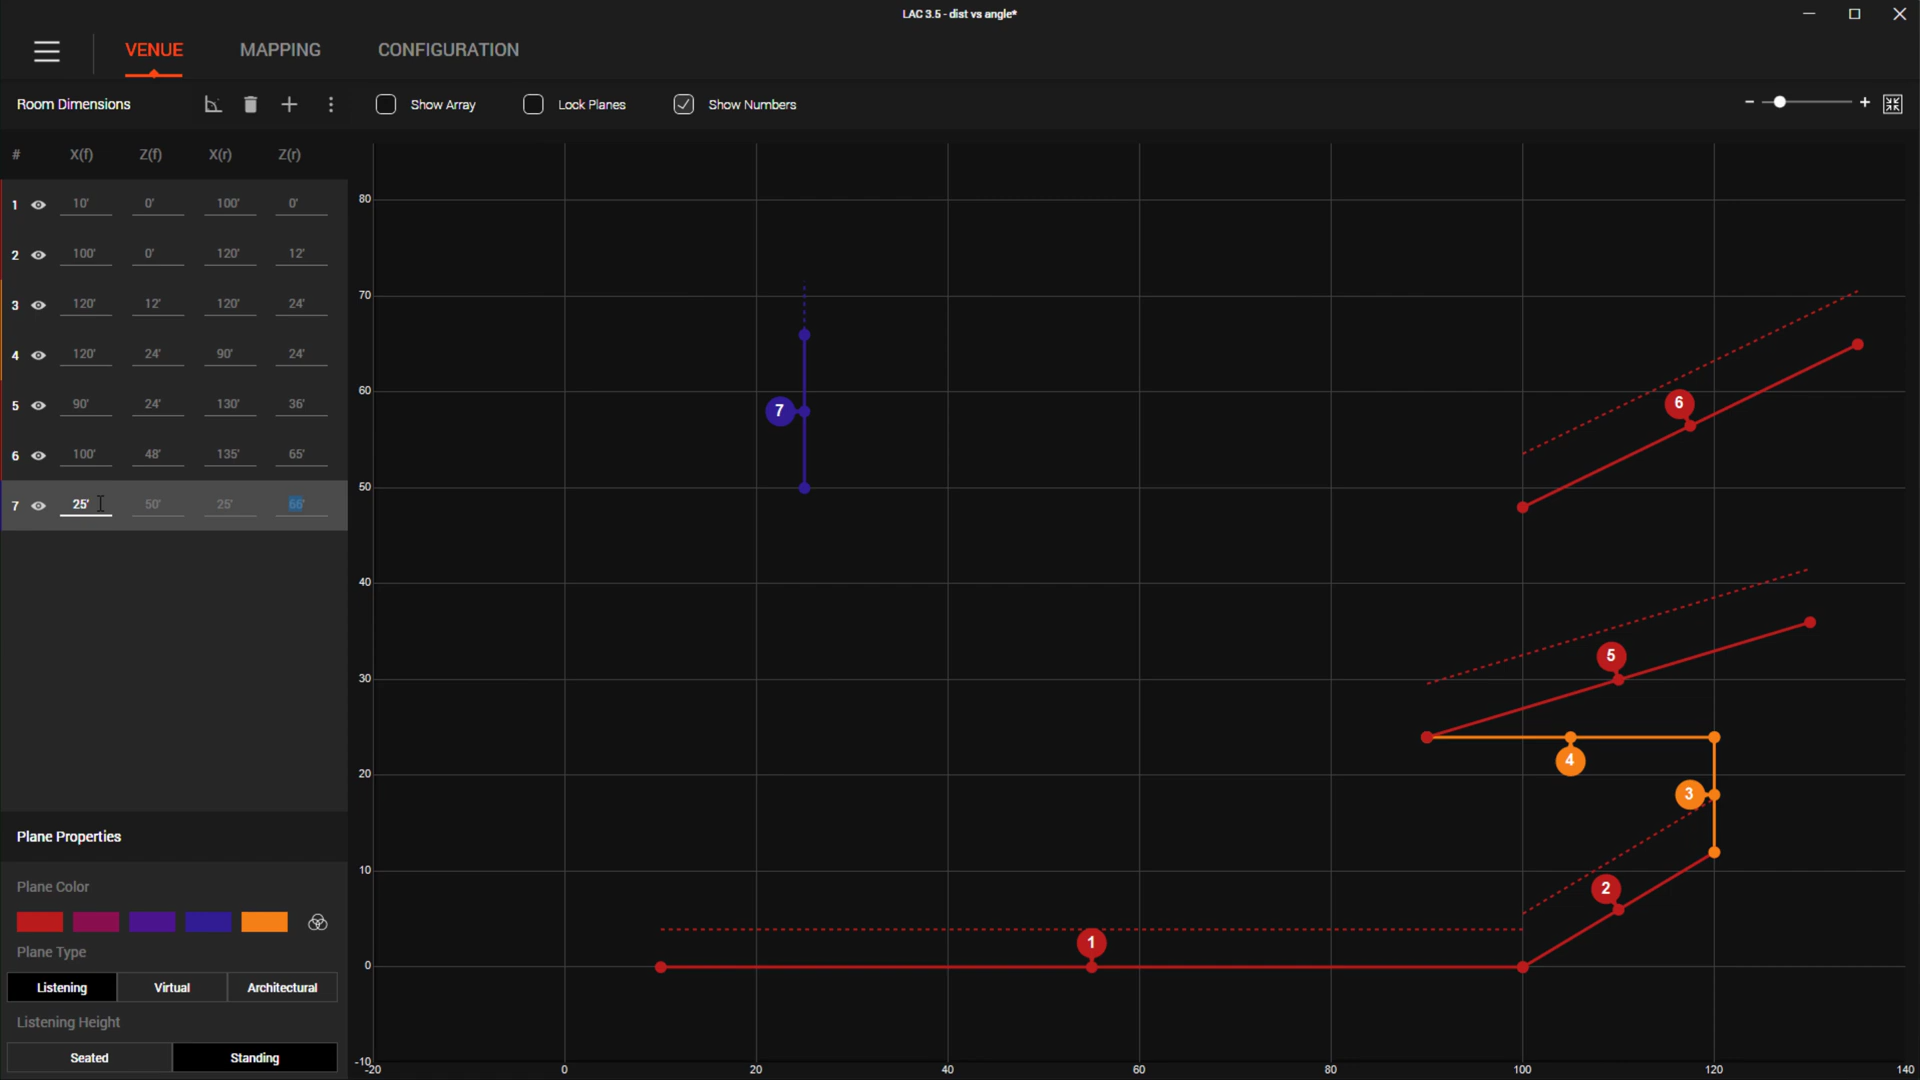 LAC 3.5 - dist vs angle*
VENUE MAPPING CONFIGURATION
Room Dimensions
Show Array Lock Planes Show Numbers
# X(f) Z(f) X(r) Z(r)
1 10' 0' 100' 0'
2 100' 0' 120' 12'
3 120' 12' 120' 24'
4 120' 24' 90' 24'
5 90' 24' 130' 36'
6 100' 48' 135' 65'
7 25' 50' 25' 66'
Plane Properties
Plane Color
Plane Type
Listening Virtual Architectural
Listening Height
Seated Standing
80
70
60
50
40
30
20
10
0
-10
-20 0 20 40 60 80 100 120 140
7
6
5
4
3
2
1